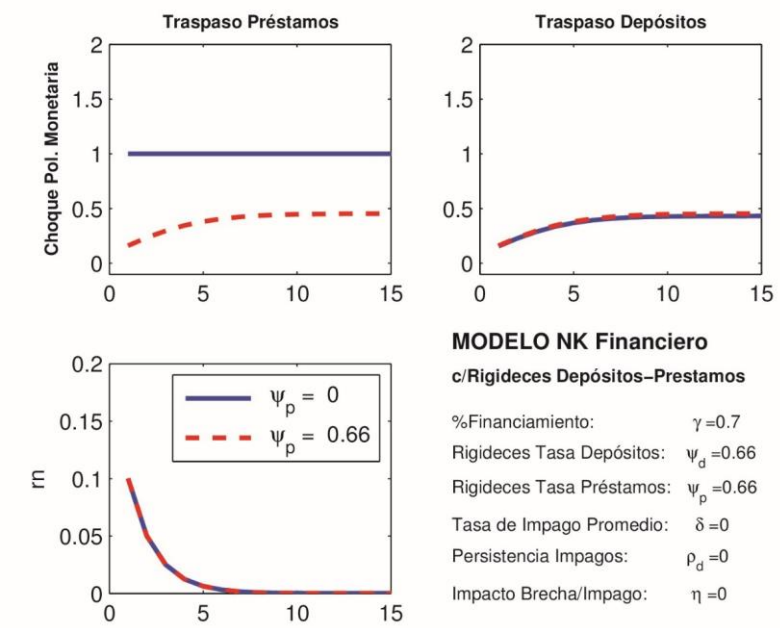 Traspaso Préstamos
Choque Pol. Monetaria
2
1.5
1
0.5
0
0 5 10 15
Traspaso Depósitos
2
1.5
1
0.5
0
0 5 10 15
rn
0.2
0.15
0.1
0.05
0
0 5 10 15
ψp = 0
ψp = 0.66
MODELO NK Financiero
c/Rigideces Depósitos−Prestamos
%Financiamiento: γ =0.7
Rigideces Tasa Depósitos: ψd =0.66
Rigideces Tasa Préstamos: ψp =0.66
Tasa de Impago Promedio: δ =0
Persistencia Impagos: ρd =0
Impacto Brecha/Impago: η =0